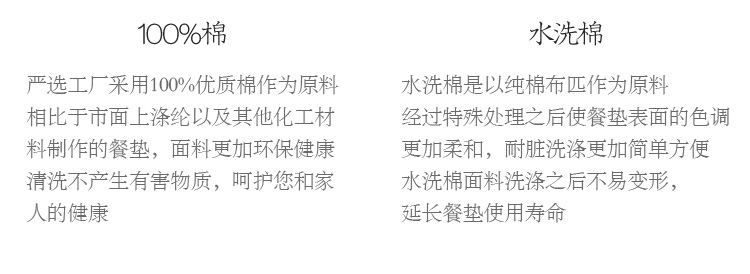 100%棉
严选工厂采用100%优质棉作为原料
相比于市面上涤纶以及其他化工材
料制作的餐垫，面料更加环保健康
清洗不产生有害物质，呵护您和家
人的健康
水洗棉
水洗棉是以纯棉布匹作为原料
经过特殊处理之后使餐垫表面的色调
更加柔和，耐脏洗涤更加简单方便
水洗棉面料洗涤之后不易变形，
延长餐垫使用寿命